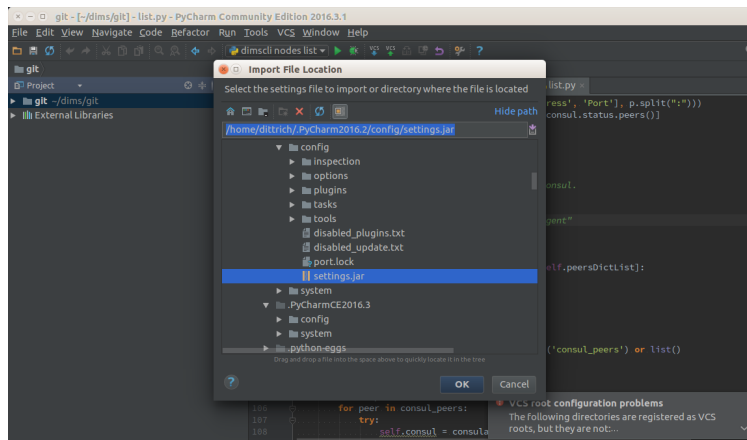 git - [~/dims/git] - list.py - PyCharm Community Edition 2016.3.1
File Edit View Navigate Code Refactor Run Tools VCS Window Help
dimscli nodes list VCS VCS
git
Import File Location
Project
Select the settings file to import or directory where the file is located
list.py
git ~/dims/git
External Libraries
Hide path
/home/dittrich/.PyCharm2016.2/config/settings.jar
config
inspection
options
plugins
tasks
tools
disabled_plugins.txt
disabled_update.txt
port.lock
settings.jar
system
.PyCharmCE2016.3
config
system
.python-eggs
Drag and drop a file into the space above to quickly locate it in the tree
OK Cancel
ress', 'Port'], p.split(":")))
consul.status.peers()]
onsul.
gent"
elf.peersDictList]:
('consul_peers') or list()
106 for peer in consul_peers:
107 try:
108 self.consul = consula
VCS root configuration problems
The following directories are registered as VCS
roots, but they are not:...